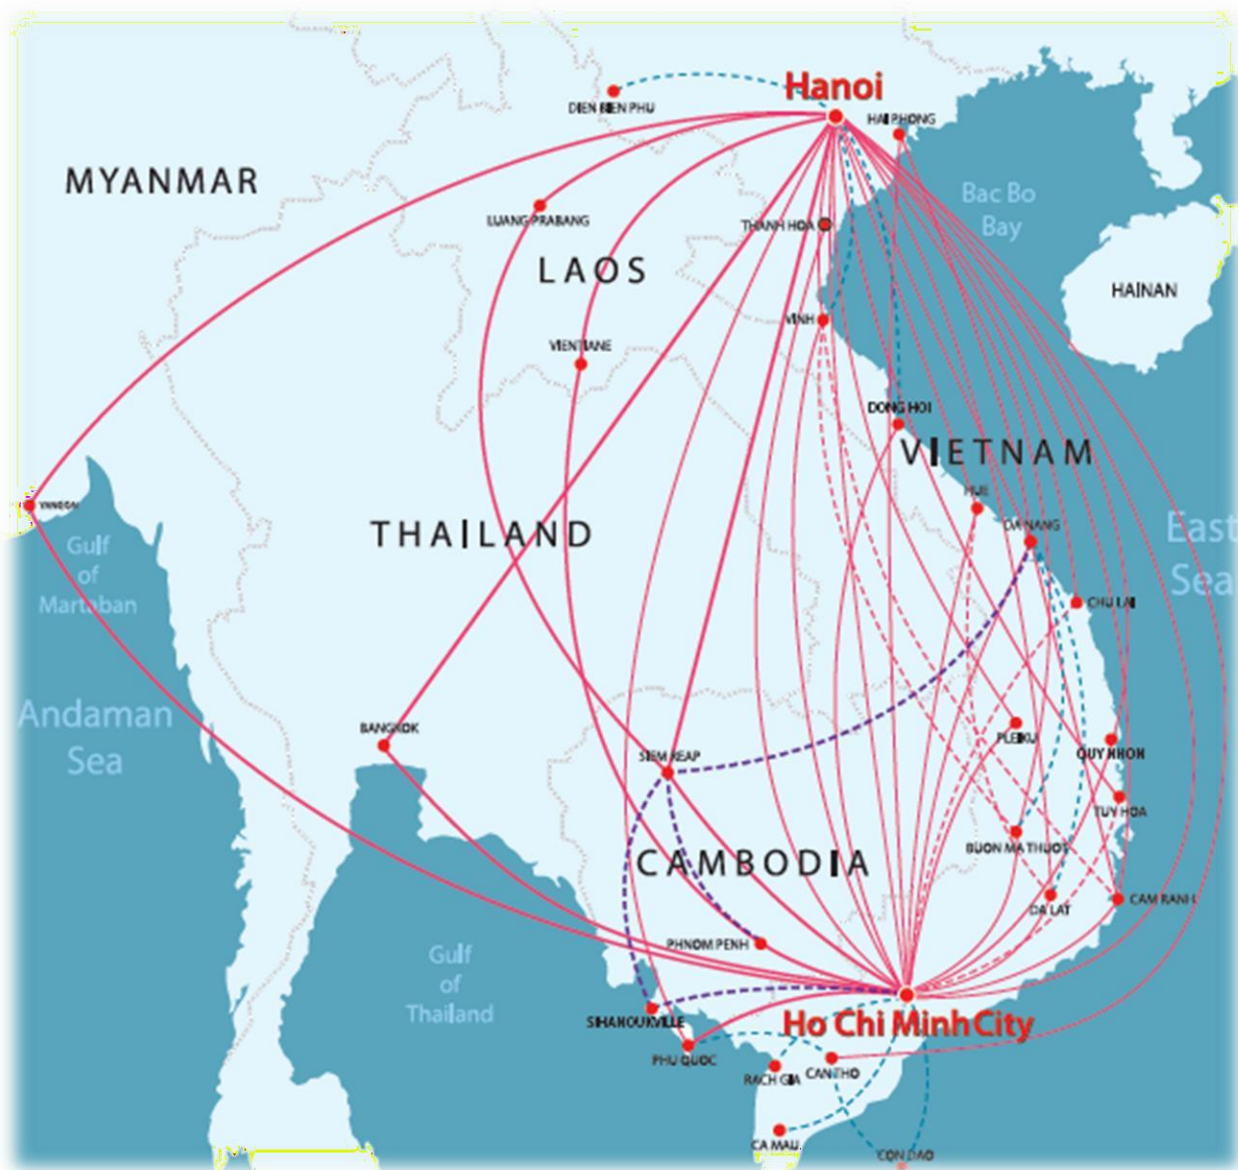 Hanoi
DIEN BIEN PHU
HAI PHONG
MYANMAR
Bac Bo
Bay
LUANG PRABANG
THANH HOA
LAOS
HAINAN
VINH
VIENTIANE
DONG HOI
VIETNAM
HUE
THAILAND
DA NANG
East
Sea
Gulf
of
Martaban
CHU LAI
Andaman
Sea
BANGKOK
SIEM REAP
PLEIKU
QUY NHON
TUY HOA
BUON MA THUOT
CAMBODIA
CAM RANH
DA LAT
PHNOM PENH
Gulf
of
Thailand
SIHANOUKVILLE
Ho Chi Minh City
PHU QUOC
RACH GIA
CAN THO
CA MAU
CON DAO